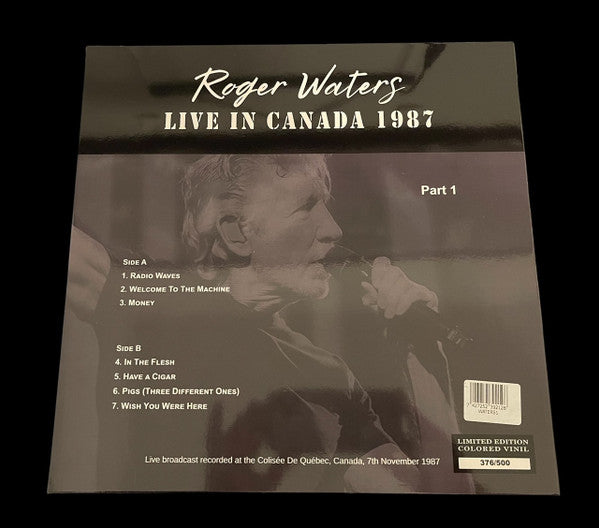 Roger Waters
LIVE IN CANADA 1987
Part 1
SIDE A
1. RADIO WAVES
2. WELCOME TO THE MACHINE
3. MONEY
SIDE B
4. IN THE FLESH
5. HAVE A CIGAR
6. PIGS (THREE DIFFERENT ONES)
7. WISH YOU WERE HERE
WATERS5
LIMITED EDITION
COLORED VINYL
376/500
Live broadcast recorded at the Colisée De Québec, Canada, 7th November 1987